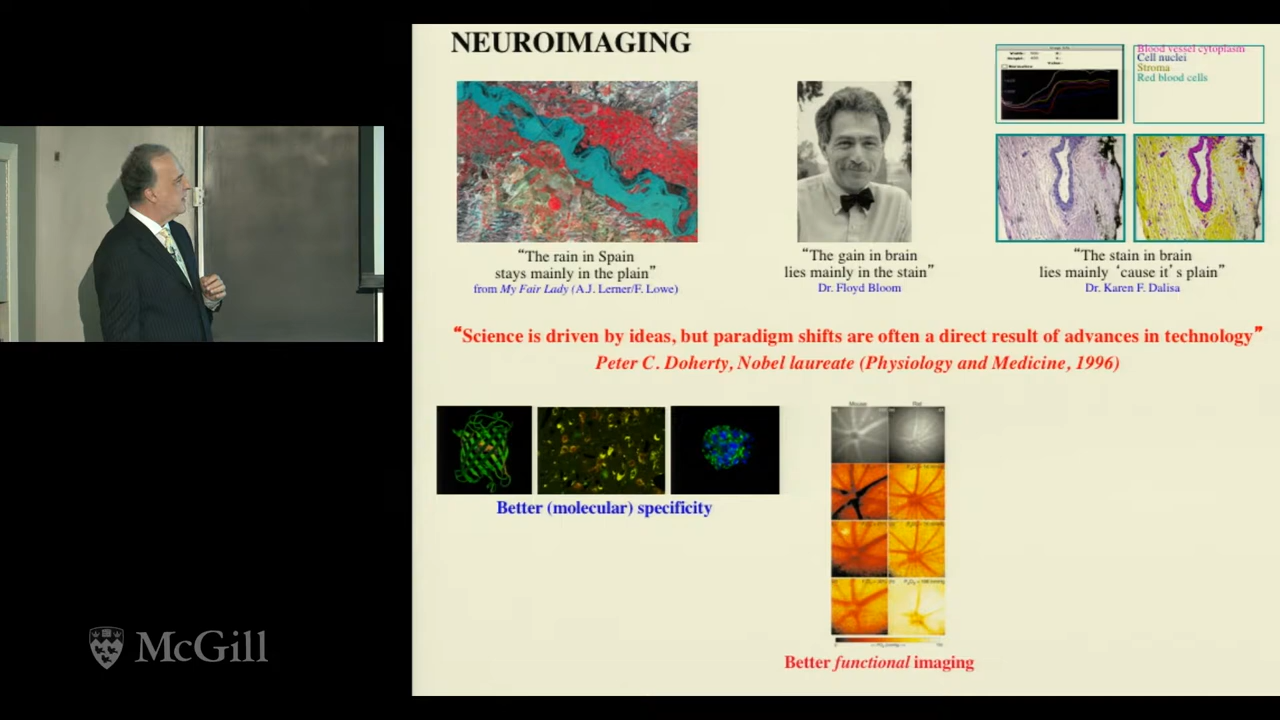 NEUROIMAGING
Blood vessel cytoplasm
Cell nuclei
Stroma
Red blood cells
“The rain in Spain
stays mainly in the plain”
from My Fair Lady (A.J. Lerner/F. Lowe)
“The gain in brain
lies mainly in the stain”
Dr. Floyd Bloom
“The stain in brain
lies mainly ‘cause it’s plain”
Dr. Karen F. Dalisa
“Science is driven by ideas, but paradigm shifts are often a direct result of advances in technology”
Peter C. Doherty, Nobel laureate (Physiology and Medicine, 1996)
Mouse
Rat
Better (molecular) specificity
Better functional imaging
McGill